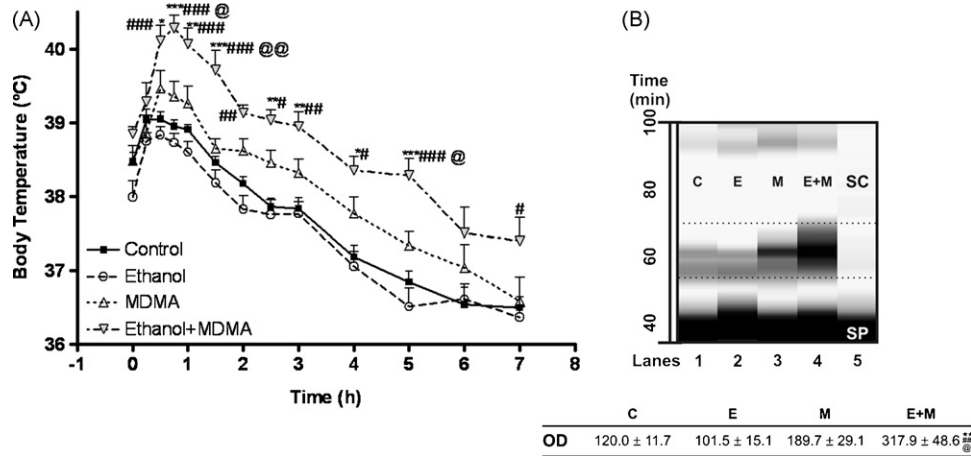 (A)
Body Temperature (ºC)
40
39
38
37
36
### * ***### @
**###
***### @@
##
**#
**##
*#
***### @
#
Control
Ethanol
MDMA
Ethanol+MDMA
-1 0 1 2 3 4 5 6 7 8
Time (h)
(B)
Time
(min)
100
80
60
40
C E M E+M SC
SP
Lanes 1 2 3 4 5
C E M E+M
OD 120.0 ± 11.7 101.5 ± 15.1 189.7 ± 29.1 317.9 ± 48.6 ** ## @